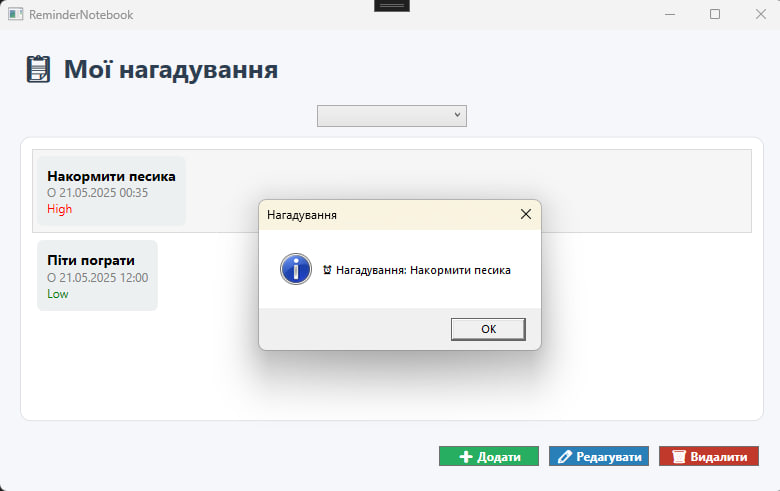 ReminderNotebook
Мої нагадування
Накормити песика
О 21.05.2025 00:35
High
Піти пограти
О 21.05.2025 12:00
Low
Нагадування
⏰ Нагадування: Накормити песика
OK
Додати
Редагувати
Видалити